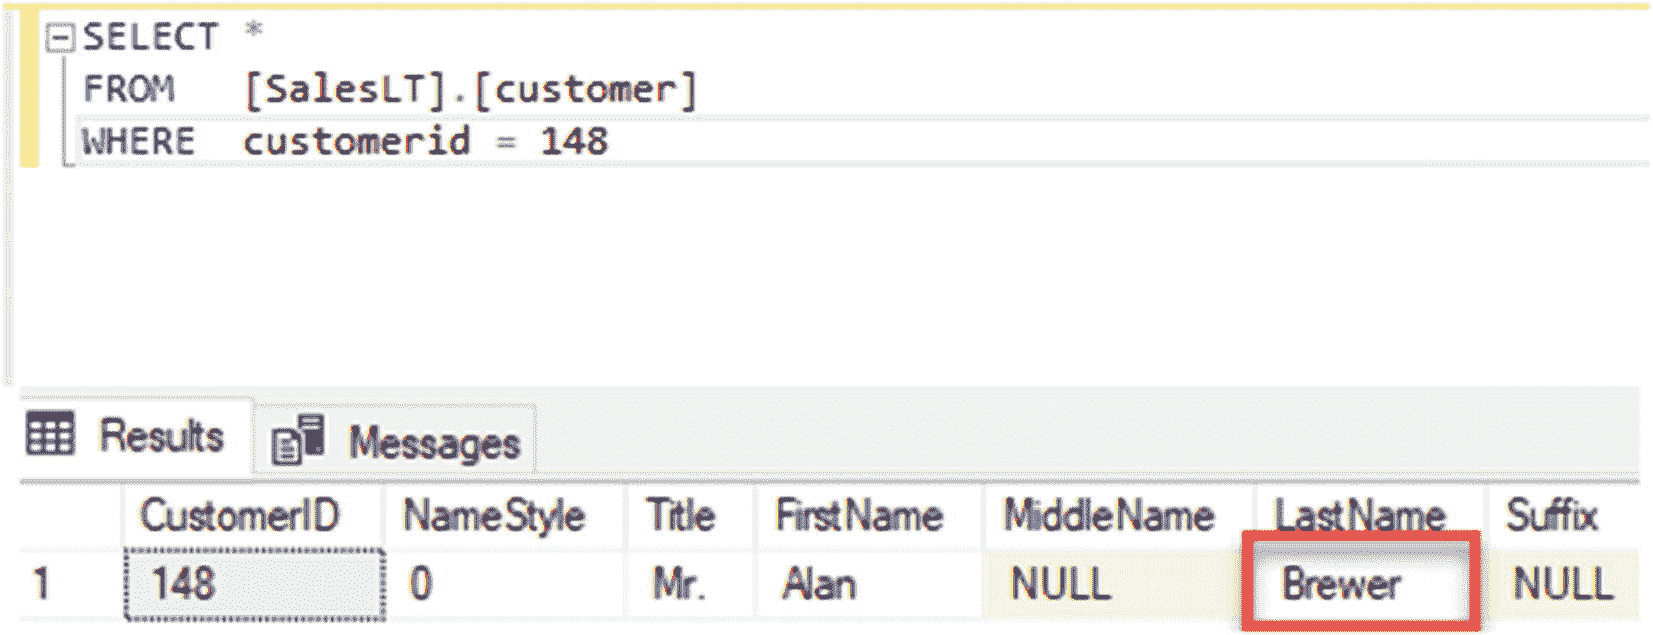 SELECT *
FROM [SalesLT].[customer]
WHERE customerid = 148
Results Messages
CustomerID NameStyle Title FirstName MiddleName LastName Suffix
1 148 0 Mr. Alan NULL Brewer NULL